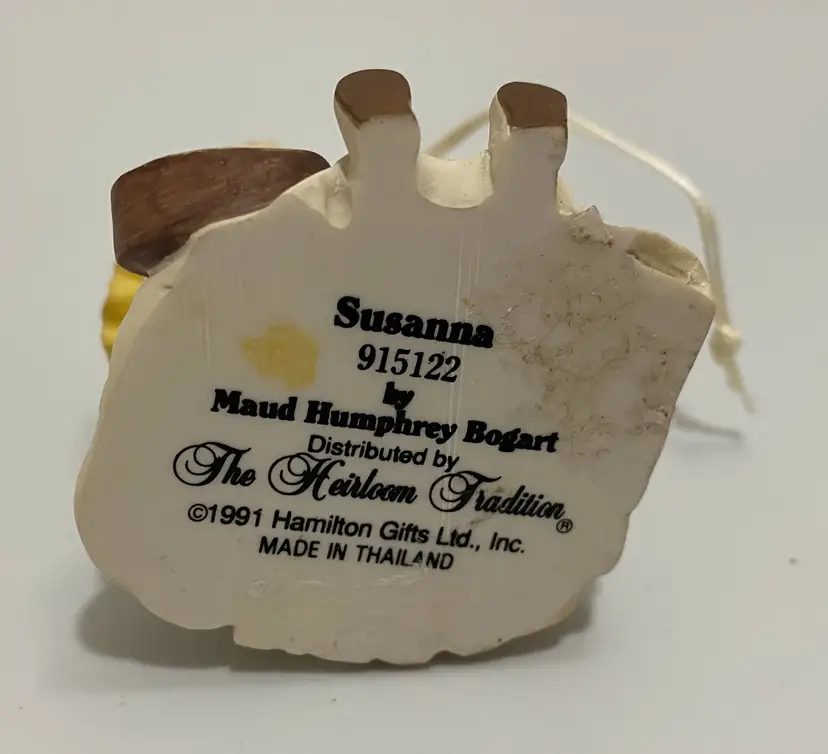 Susanna
915122
by
Maud Humphrey Bogart
Distributed by
The Heirloom Tradition®
©1991 Hamilton Gifts Ltd., Inc.
MADE IN THAILAND